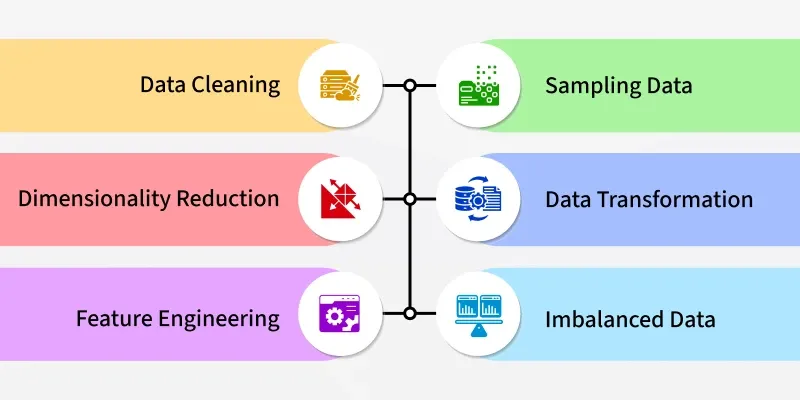 Data Cleaning
Sampling Data
Dimensionality Reduction
Data Transformation
Feature Engineering
Imbalanced Data